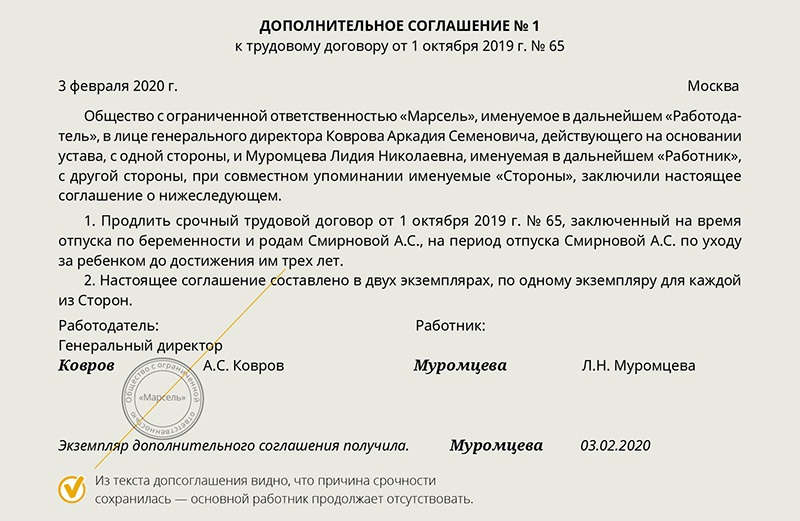 ДОПОЛНИТЕЛЬНОЕ СОГЛАШЕНИЕ № 1
к трудовому договору от 1 октября 2019 г. № 65
3 февраля 2020 г. Москва
Общество с ограниченной ответственностью «Марсель», именуемое в дальнейшем «Работода-
тель», в лице генерального директора Коврова Аркадия Семеновича, действующего на основании
устава, с одной стороны, и Муромцева Лидия Николаевна, именуемая в дальнейшем «Работник»,
с другой стороны, при совместном упоминании именуемые «Стороны», заключили настоящее
соглашение о нижеследующем.
1. Продлить срочный трудовой договор от 1 октября 2019 г. № 65, заключенный на время
отпуска по беременности и родам Смирновой А.С., на период отпуска Смирновой А.С. по уходу
за ребенком до достижения им трех лет.
2. Настоящее соглашение составлено в двух экземплярах, по одному экземпляру для каждой
из Сторон.
Работодатель: Работник:
Генеральный директор
Ковров А.С. Ковров Муромцева Л.Н. Муромцева
Общество с ограниченной ответственностью
«Марсель»
Экземпляр дополнительного соглашения получила. Муромцева 03.02.2020
Из текста допсоглашения видно, что причина срочности
сохранилась — основной работник продолжает отсутствовать.